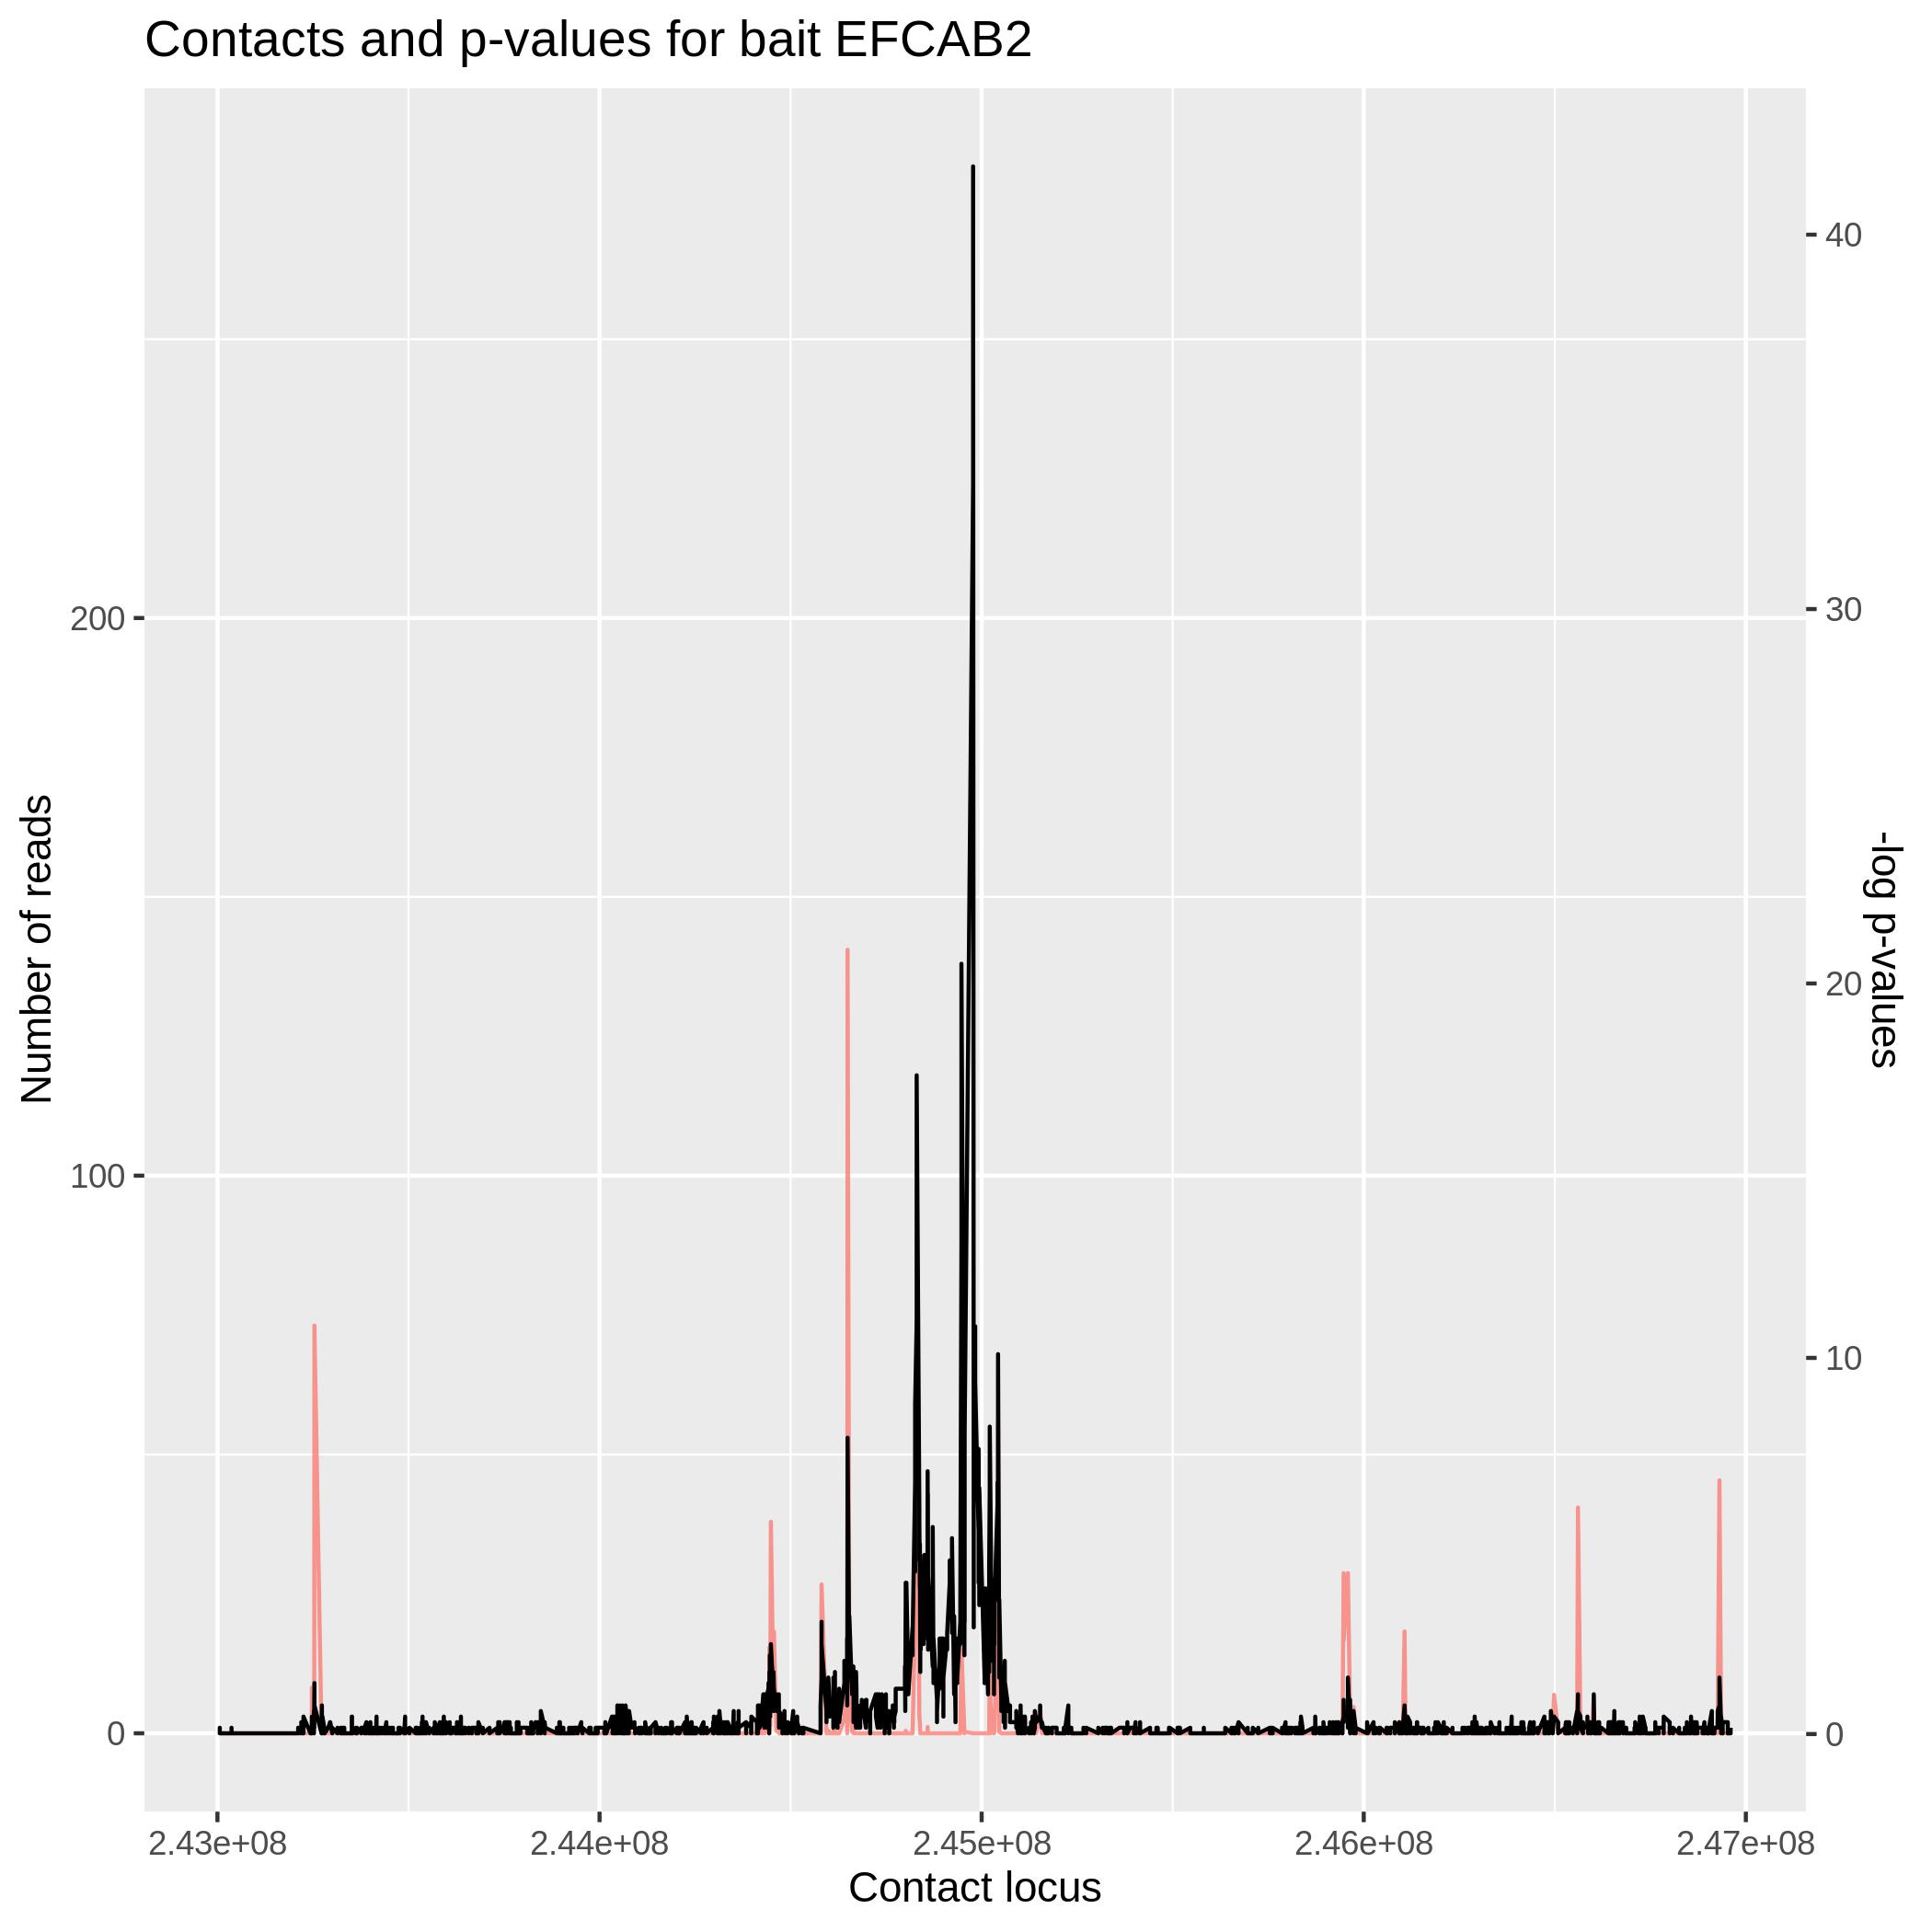 Contacts and p-values for bait EFCAB2
Number of reads
200
100
0
40
30
20
10
0
-log p-values
2.43e+08
2.44e+08
2.45e+08
2.46e+08
2.47e+08
Contact locus